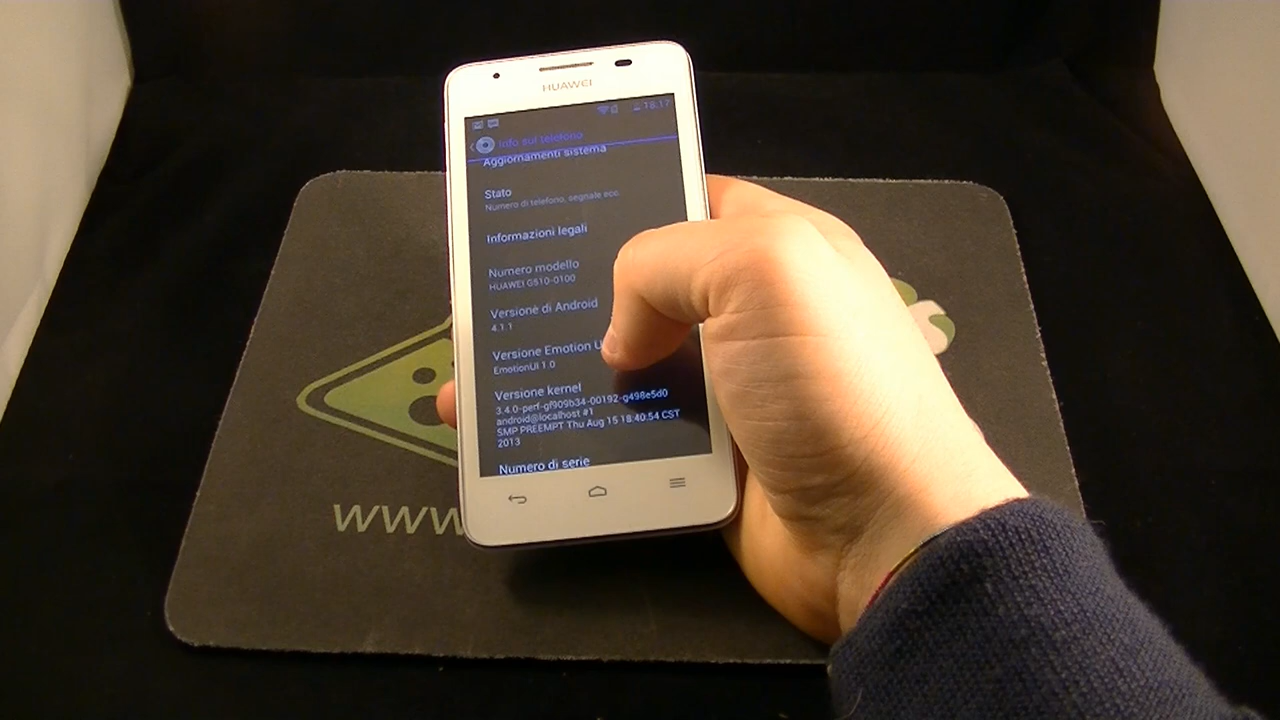 HUAWEI
18:17
Info sul telefono
Aggiornamenti sistema
Stato
Numero di telefono, segnale ecc.
Informazioni legali
Numero modello
HUAWEI G510-0100
Versione di Android
4.1.1
Versione Emotion U
EmotionUI 1.0
Versione kernel
3.4.0-perf-gf909b34-00192-g498e5d0
android@localhost #1
SMP PREEMPT Thu Aug 15 18:40:54 CST
2013
Numero di serie
www